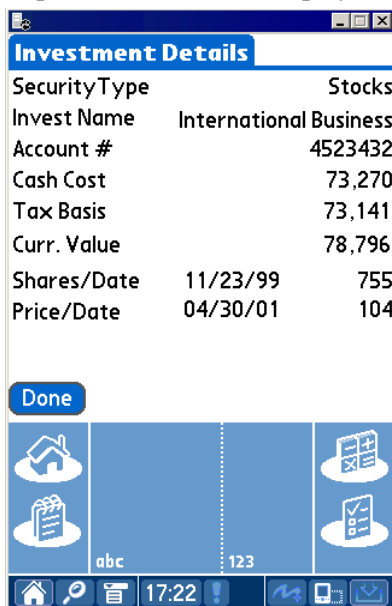 Investment Details
SecurityType Stocks
Invest Name International Business
Account # 4523432
Cash Cost 73,270
Tax Basis 73,141
Curr. Value 78,796
Shares/Date 11/23/99 755
Price/Date 04/30/01 104
Done
abc 123
17:22